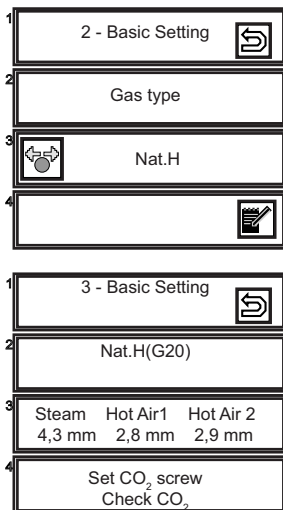 1
2 - Basic Setting
2
Gas type
3
Nat.H
4
1
3 - Basic Setting
2
Nat.H(G20)
3
Steam Hot Air1 Hot Air 2
4,3 mm 2,8 mm 2,9 mm
4
Set CO₂ screw
Check CO₂